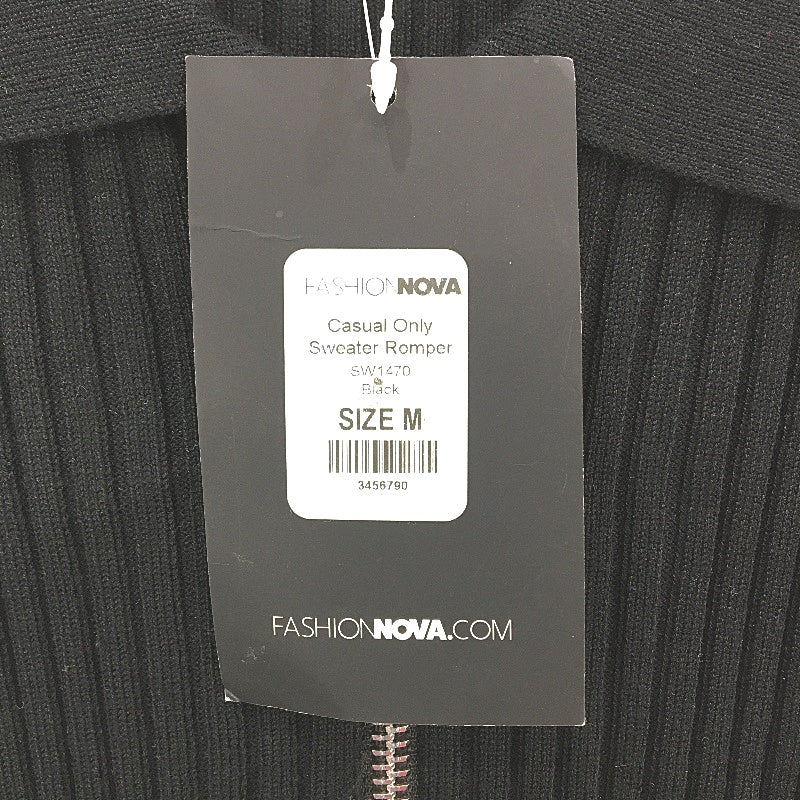 FASHIONNOVA
Casual Only
Sweater Romper
SW1470
Black
SIZE M
3456790
FASHIONNOVA.COM